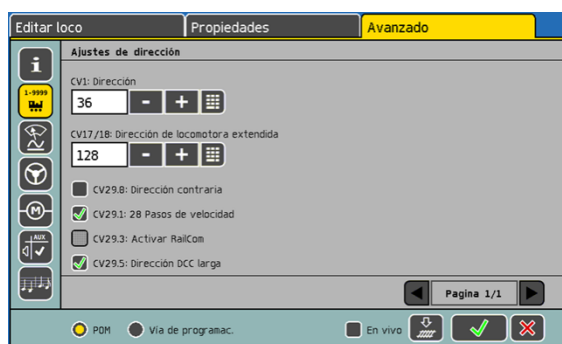 Editar loco Propiedades Avanzado
Ajustes de dirección
i
CV1: Dirección
1-9999
36 - +
CV17/18: Dirección de locomotora extendida
128 - +
CV29.0: Dirección contraria
CV29.1: 28 Pasos de velocidad
M
CV29.3: Activar RailCom
AUX
CV29.5: Dirección DCC larga
Pagina 1/1
POM Vía de programac. En vivo